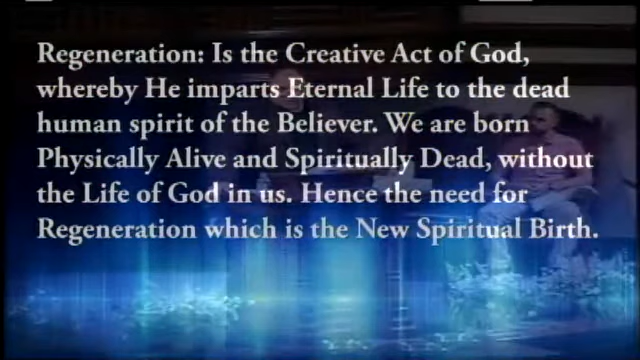 Regeneration: Is the Creative Act of God,
whereby He imparts Eternal Life to the dead
human spirit of the Believer. We are born
Physically Alive and Spiritually Dead, without
the Life of God in us. Hence the need for
Regeneration which is the New Spiritual Birth.